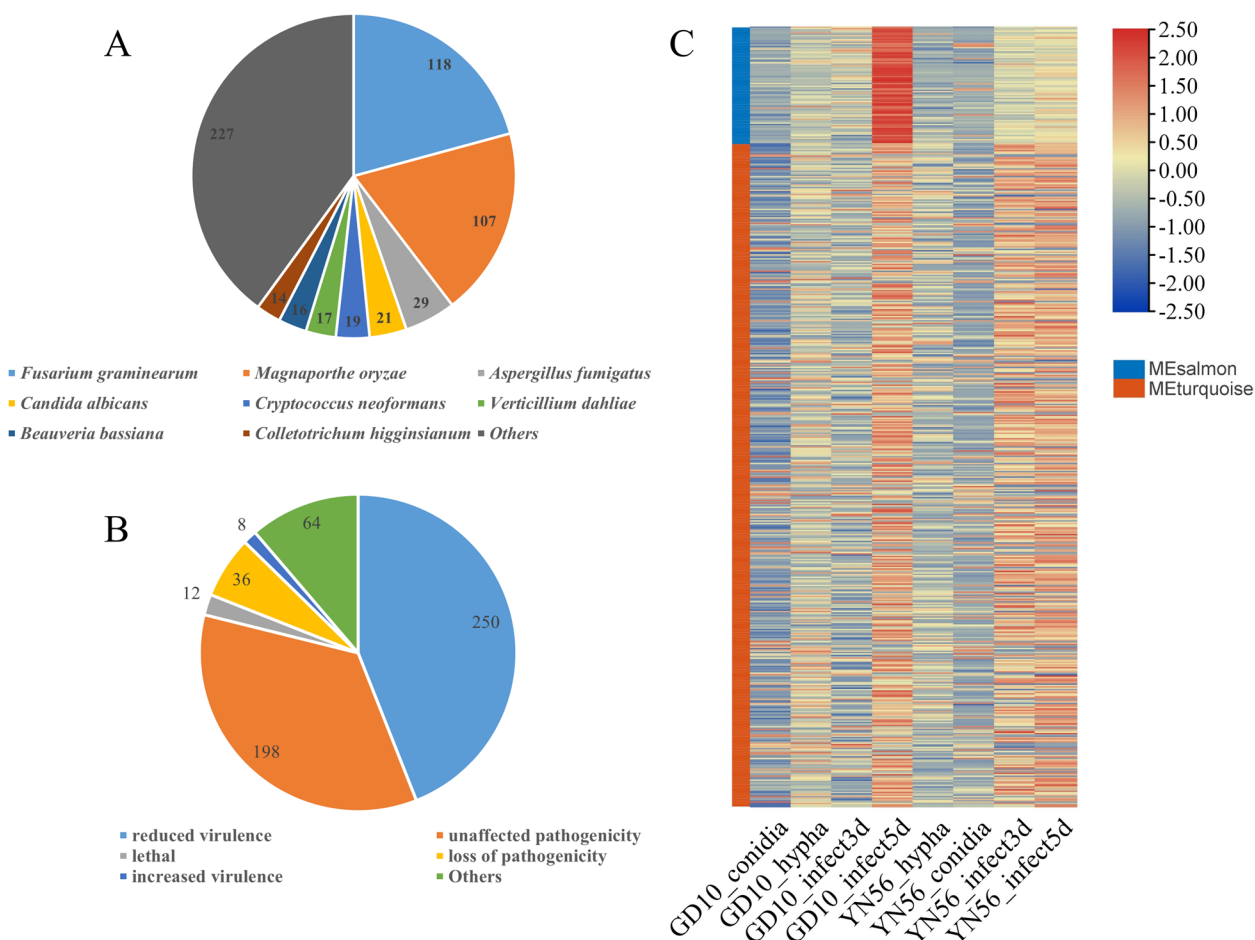 A
118
107
29
21
19
17
16
14
227
Fusarium graminearum Magnaporthe oryzae Aspergillus fumigatus
Candida albicans Cryptococcus neoformans Verticillium dahliae
Beauveria bassiana Colletotrichum higginsianum Others
B
250
198
12
36
8
64
reduced virulence unaffected pathogenicity
lethal loss of pathogenicity
increased virulence Others
C
2.50
2.00
1.50
1.00
0.50
0.00
-0.50
-1.00
-1.50
-2.00
-2.50
MEsalmon
MEturquoise
GD10_conidia
GD10_hypha
GD10_infect3d
GD10_infect5d
YN56_hypha
YN56_conidia
YN56_infect3d
YN56_infect5d